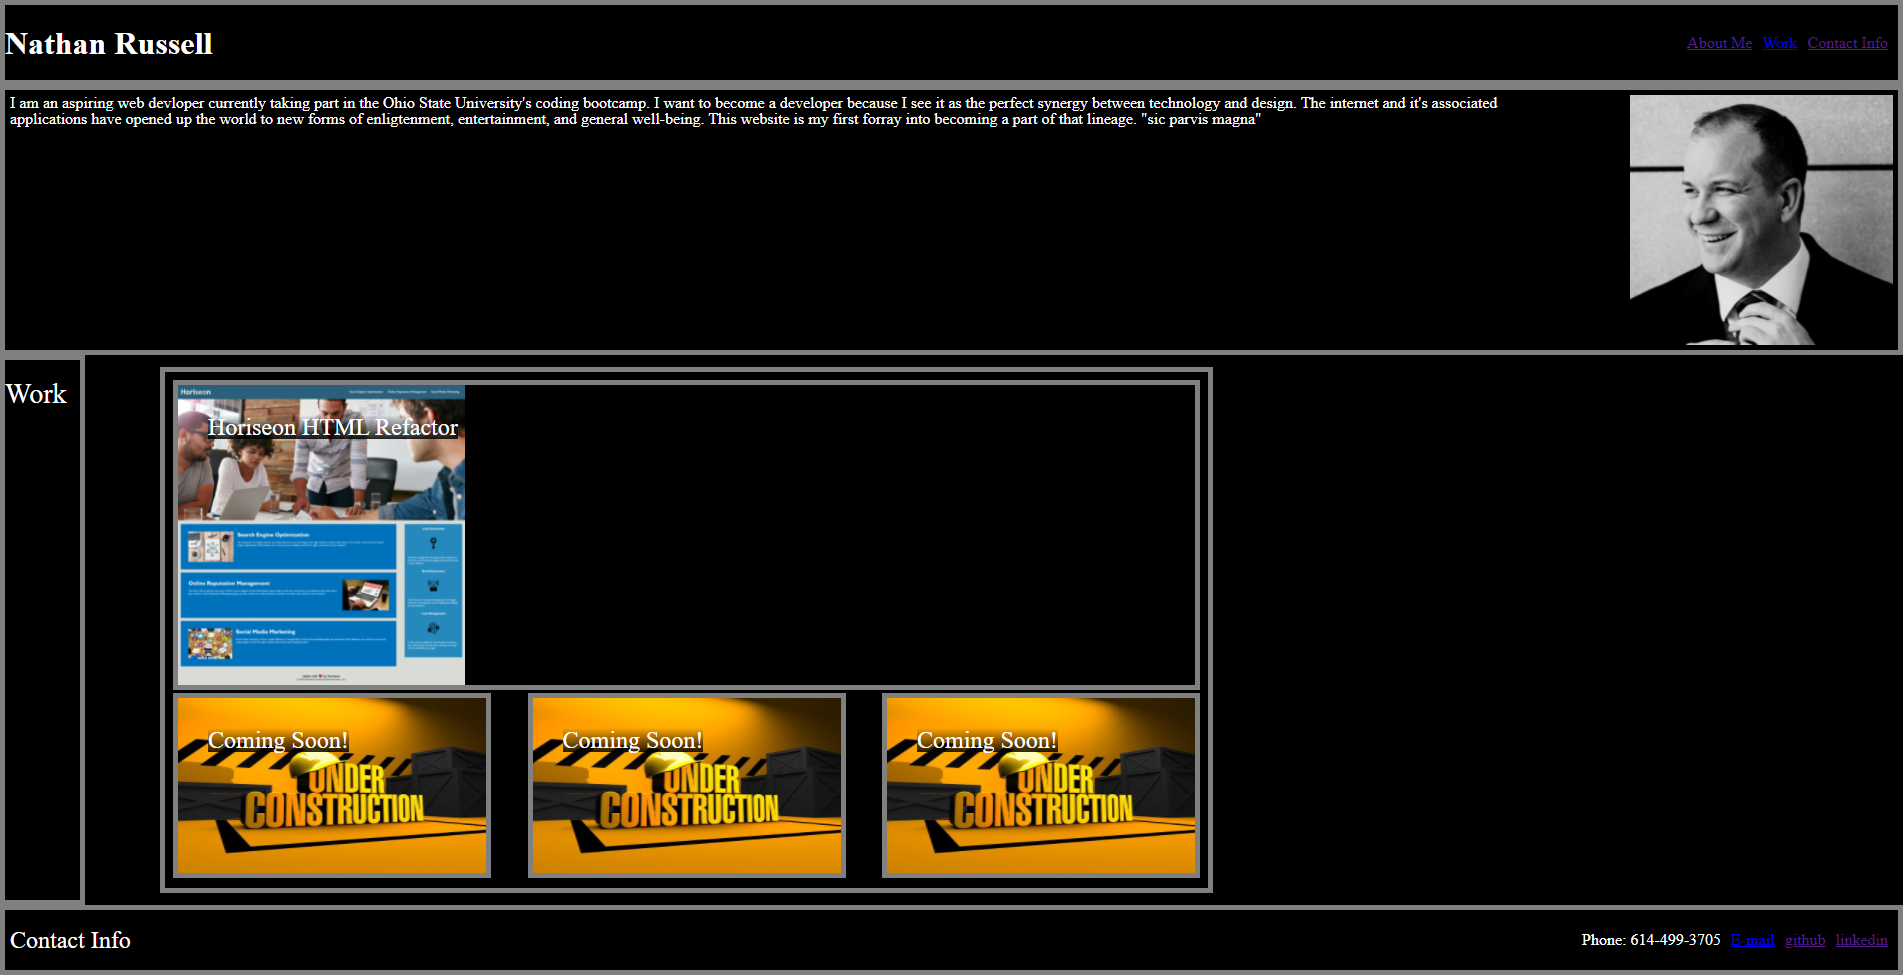 Nathan Russell
About Me Work Contact Info
I am an aspiring web devloper currently taking part in the Ohio State University's coding bootcamp. I want to become a developer because I see it as the perfect synergy between technology and design. The internet and it's associated
applications have opened up the world to new forms of enligtenment, entertainment, and general well-being. This website is my first forray into becoming a part of that lineage. "sic parvis magna"
Work
Horiseon
Horiseon HTML Refactor
Search Engine Optimization
Online Reputation Management
Social Media Marketing
Coming Soon!
UNDER
CONSTRUCTION
Coming Soon!
UNDER
CONSTRUCTION
Coming Soon!
UNDER
CONSTRUCTION
Contact Info
Phone: 614-499-3705 E-mail github linkedin